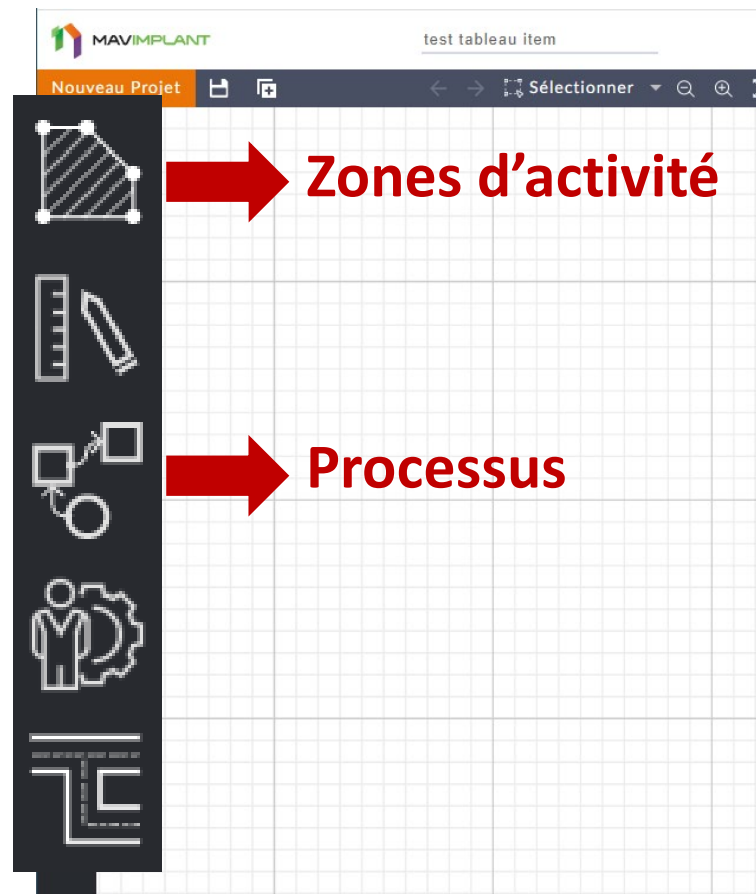 MAVIMPLANT
test tableau item
Nouveau Projet
Sélectionner
Zones d’activité
Processus